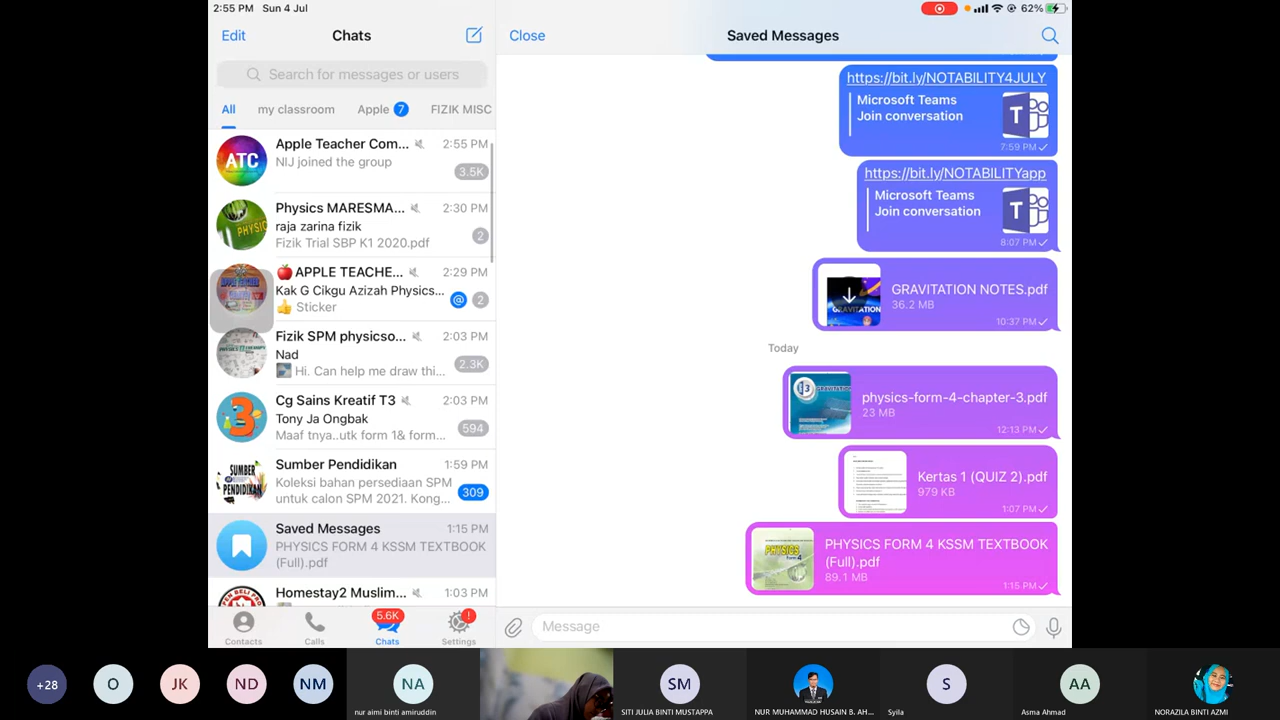 2:55 PM Sun 4 Jul
62%
Edit
Chats
Search for messages or users
All my classroom Apple 7 FIZIK MISC
ATC
Apple Teacher Com... 2:55 PM
NIJ joined the group
3.5K
Physics MARESMA... 2:30 PM
raja zarina fizik
Fizik Trial SBP K1 2020.pdf
2
APPLE TEACHE... 2:29 PM
Kak G Cikgu Azizah Physics...
@ 2
Sticker
Fizik SPM physicso... 2:03 PM
Nad
Hi. Can help me draw thi...
2.3K
Cg Sains Kreatif T3 2:03 PM
Tony Ja Ongbak
Maaf tnya..utk form 1& form...
594
SUMBER
PENDIDIKAN
Sumber Pendidikan 1:59 PM
Koleksi bahan persediaan SPM
untuk calon SPM 2021. Kong...
309
Saved Messages 1:15 PM
PHYSICS FORM 4 KSSM TEXTBOOK
(Full).pdf
Homestay2 Muslim... 1:03 PM
5.6K
!
Contacts
Calls
Chats
Settings
Close
Saved Messages
https://bit.ly/NOTABILITY4JULY
Microsoft Teams
Join conversation
T
7:59 PM
https://bit.ly/NOTABILITYapp
Microsoft Teams
Join conversation
T
8:07 PM
GRAVITATION
GRAVITATION NOTES.pdf
36.2 MB
10:37 PM
Today
3
GRAVITATION
physics-form-4-chapter-3.pdf
23 MB
12:13 PM
Kertas 1 (QUIZ 2).pdf
979 KB
1:07 PM
PHYSICS
Form 4
PHYSICS FORM 4 KSSM TEXTBOOK
(Full).pdf
89.1 MB
1:15 PM
Message
+28
O
JK
ND
NM
NA
nur aimi binti amiruddin
SM
SITI JULIA BINTI MUSTAPPA
NUR MUHAMMAD HUSAIN B. AH...
S
Syila
AA
Asma Ahmad
NORAZILA BINTI AZMI